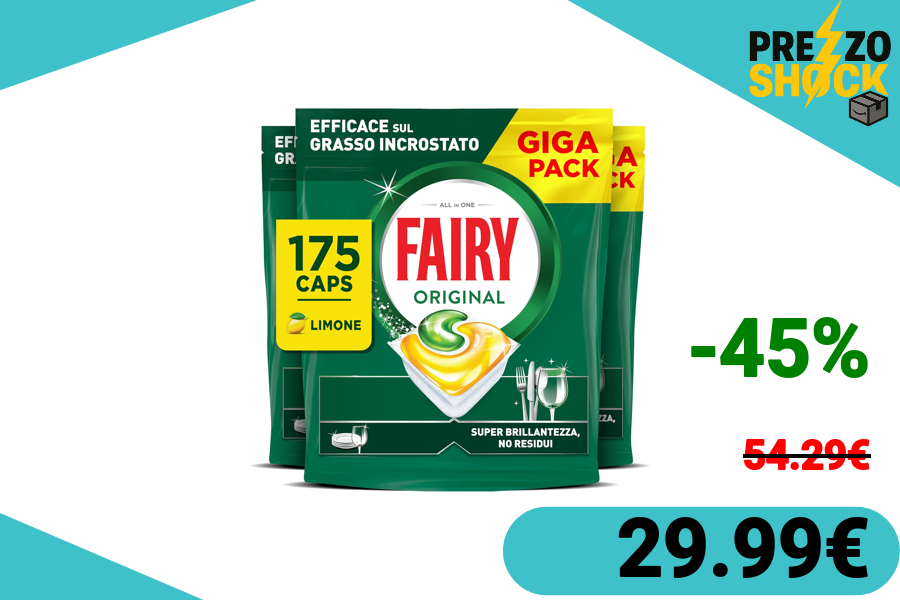 PREZZO
SHOCK
EFFICACE SUL
GRASSO INCROSTATO
GIGA
PACK
ALL IN ONE
FAIRY
ORIGINAL
175
CAPS
LIMONE
SUPER BRILLANTEZZA,
NO RESIDUI
-45%
54.29€
29.99€